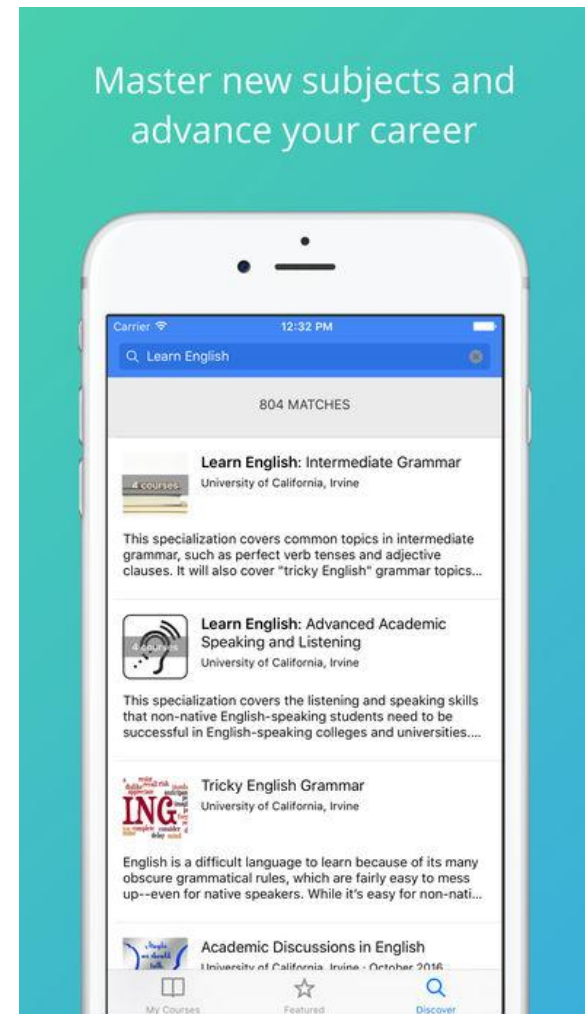 Master new subjects and
advance your career
Carrier 12:32 PM
Learn English
804 MATCHES
4 courses
Learn English: Intermediate Grammar
University of California, Irvine
This specialization covers common topics in intermediate
grammar, such as perfect verb tenses and adjective
clauses. It will also cover "tricky English" grammar topics...
4 courses
Learn English: Advanced Academic
Speaking and Listening
University of California, Irvine
This specialization covers the listening and speaking skills
that non-native English-speaking students need to be
successful in English-speaking colleges and universities....
ING
Tricky English Grammar
University of California, Irvine
English is a difficult language to learn because of its many
obscure grammatical rules, which are fairly easy to mess
up--even for native speakers. While it's easy for non-nati...
Maybe
we should
talk
Academic Discussions in English
University of California, Irvine · October 2016
My Courses Featured Discover